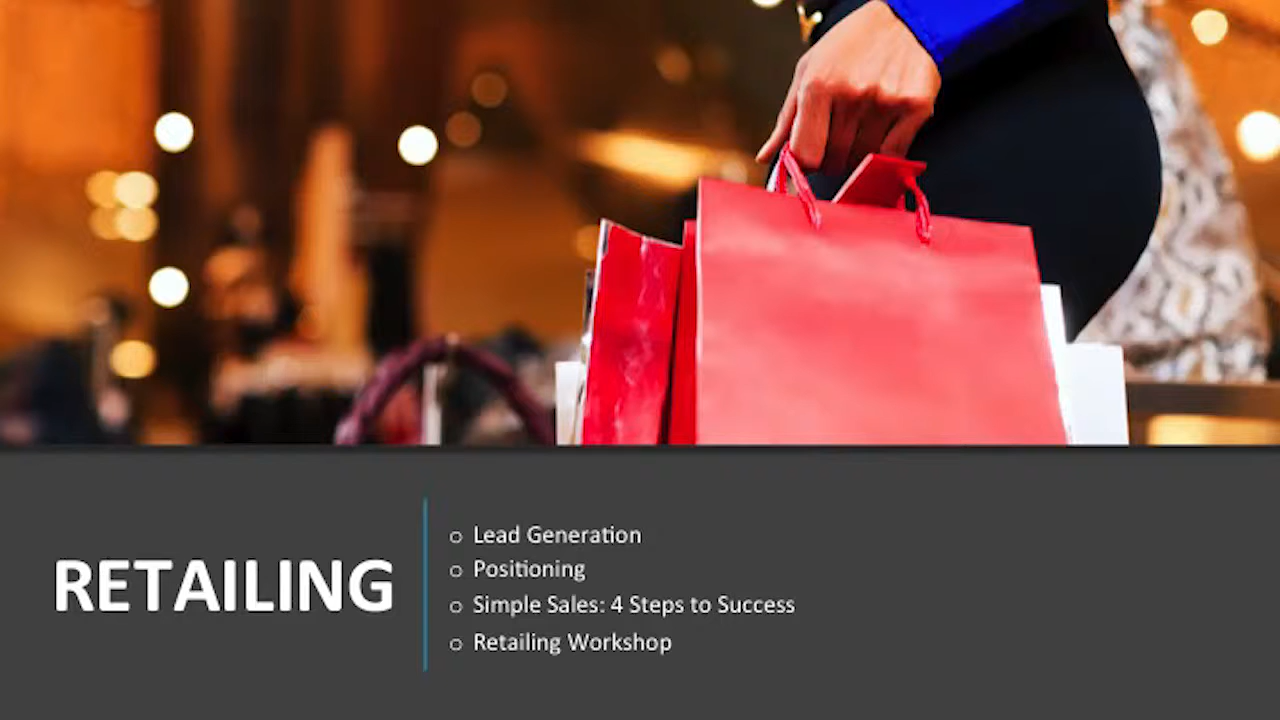 RETAILING
Lead Generation
Positioning
Simple Sales: 4 Steps to Success
Retailing Workshop